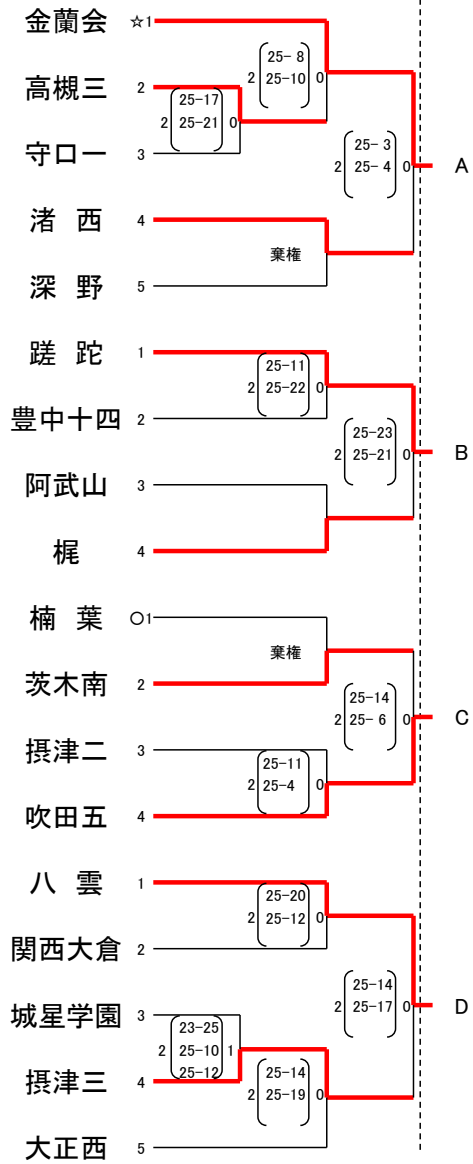 金蘭会 ☆1
25- 8
2 25-10 0
高槻三 2
25-17
2 25-21 0
守口一 3
25- 3
2 25- 4 0
A
渚 西 4
棄権
深 野 5
蹉 跎 1
25-11
2 25-22 0
豊中十四 2
25-23
2 25-21 0
B
阿武山 3
梶 4
楠 葉 ○1
棄権
茨木南 2
25-14
2 25- 6 0
C
摂津二 3
25-11
2 25-4 0
吹田五 4
八 雲 1
25-20
2 25-12 0
関西大倉 2
25-14
2 25-17 0
D
城星学園 3
23-25
2 25-10 1
25-12
摂津三 4
25-14
2 25-19 0
大正西 5